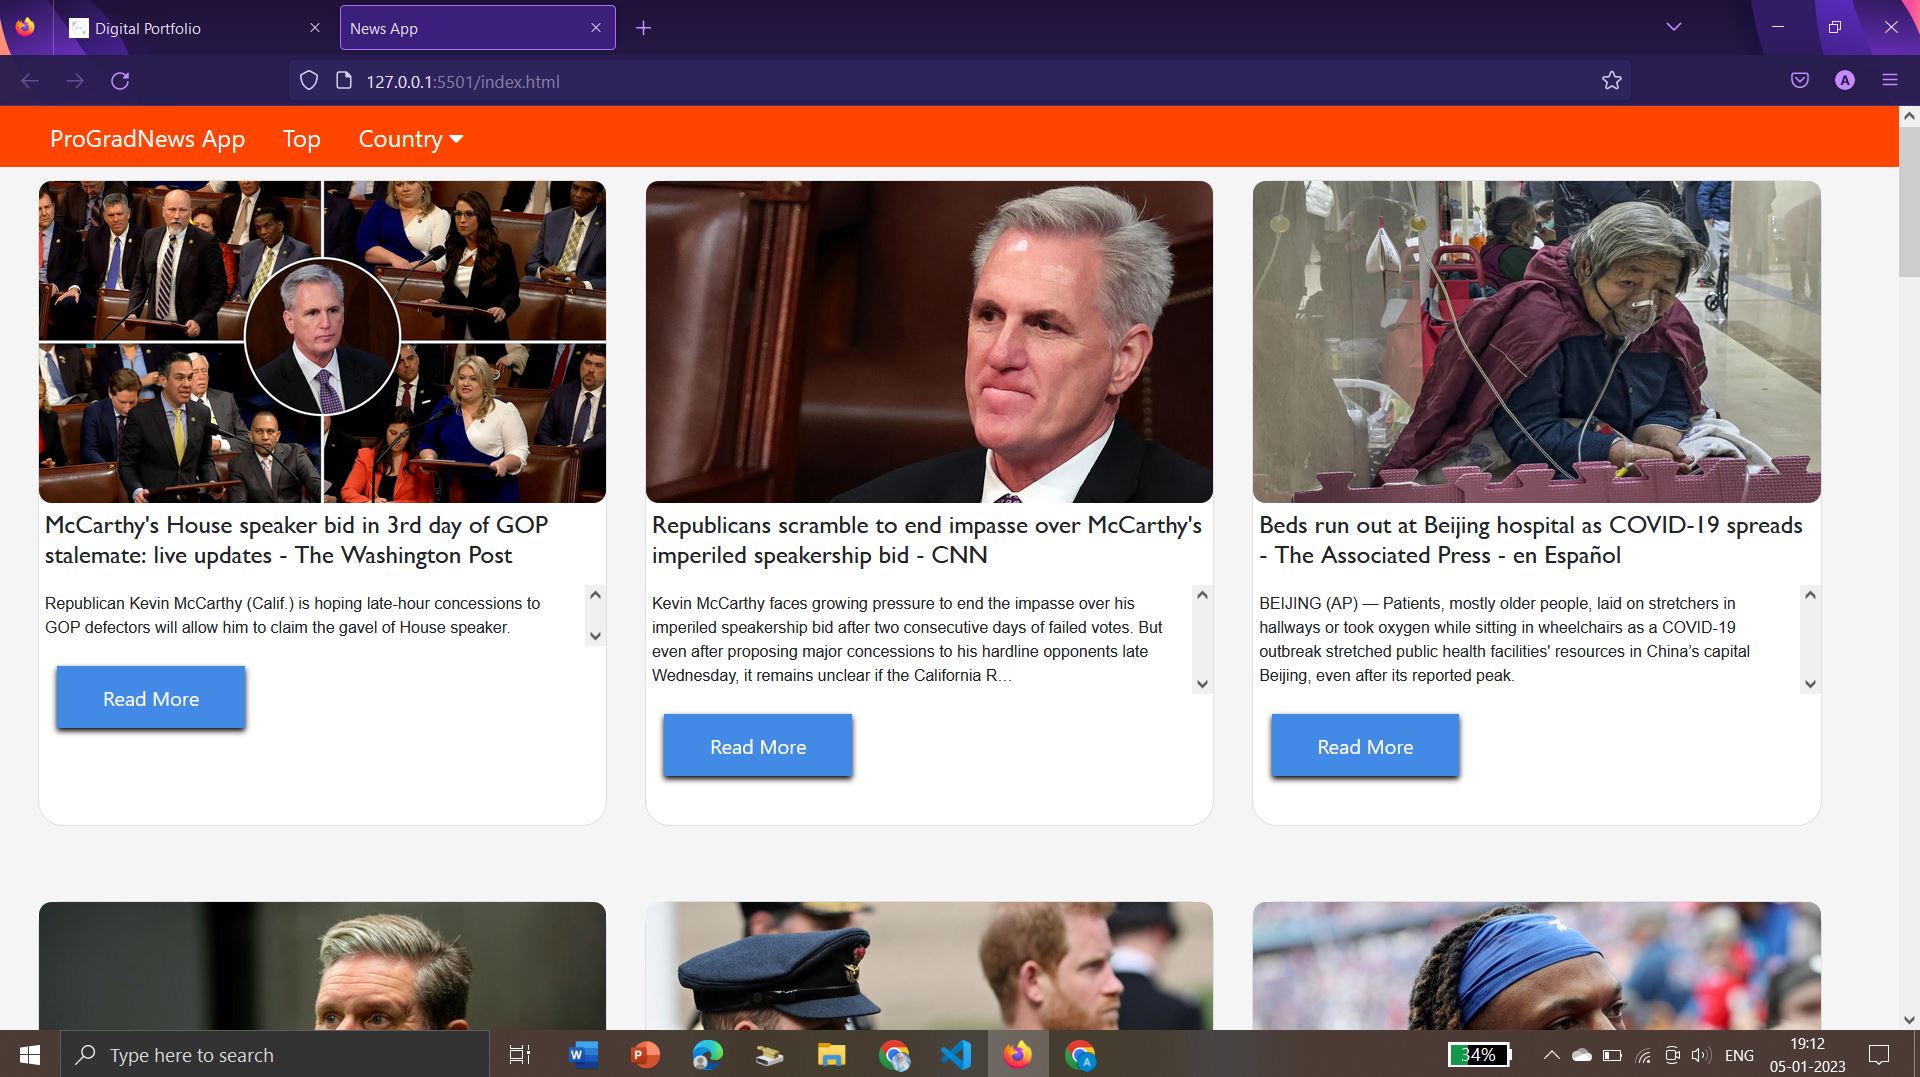 Digital Portfolio
News App
127.0.0.1:5501/index.html
A
ProGradNews App Top Country
McCarthy's House speaker bid in 3rd day of GOP
stalemate: live updates - The Washington Post
Republican Kevin McCarthy (Calif.) is hoping late-hour concessions to
GOP defectors will allow him to claim the gavel of House speaker.
Read More
Republicans scramble to end impasse over McCarthy's
imperiled speakership bid - CNN
Kevin McCarthy faces growing pressure to end the impasse over his
imperiled speakership bid after two consecutive days of failed votes. But
even after proposing major concessions to his hardline opponents late
Wednesday, it remains unclear if the California R…
Read More
Beds run out at Beijing hospital as COVID-19 spreads
- The Associated Press - en Español
BEIJING (AP) — Patients, mostly older people, laid on stretchers in
hallways or took oxygen while sitting in wheelchairs as a COVID-19
outbreak stretched public health facilities' resources in China’s capital
Beijing, even after its reported peak.
Read More
Type here to search
W
P
A
34%
ENG
19:12
05-01-2023